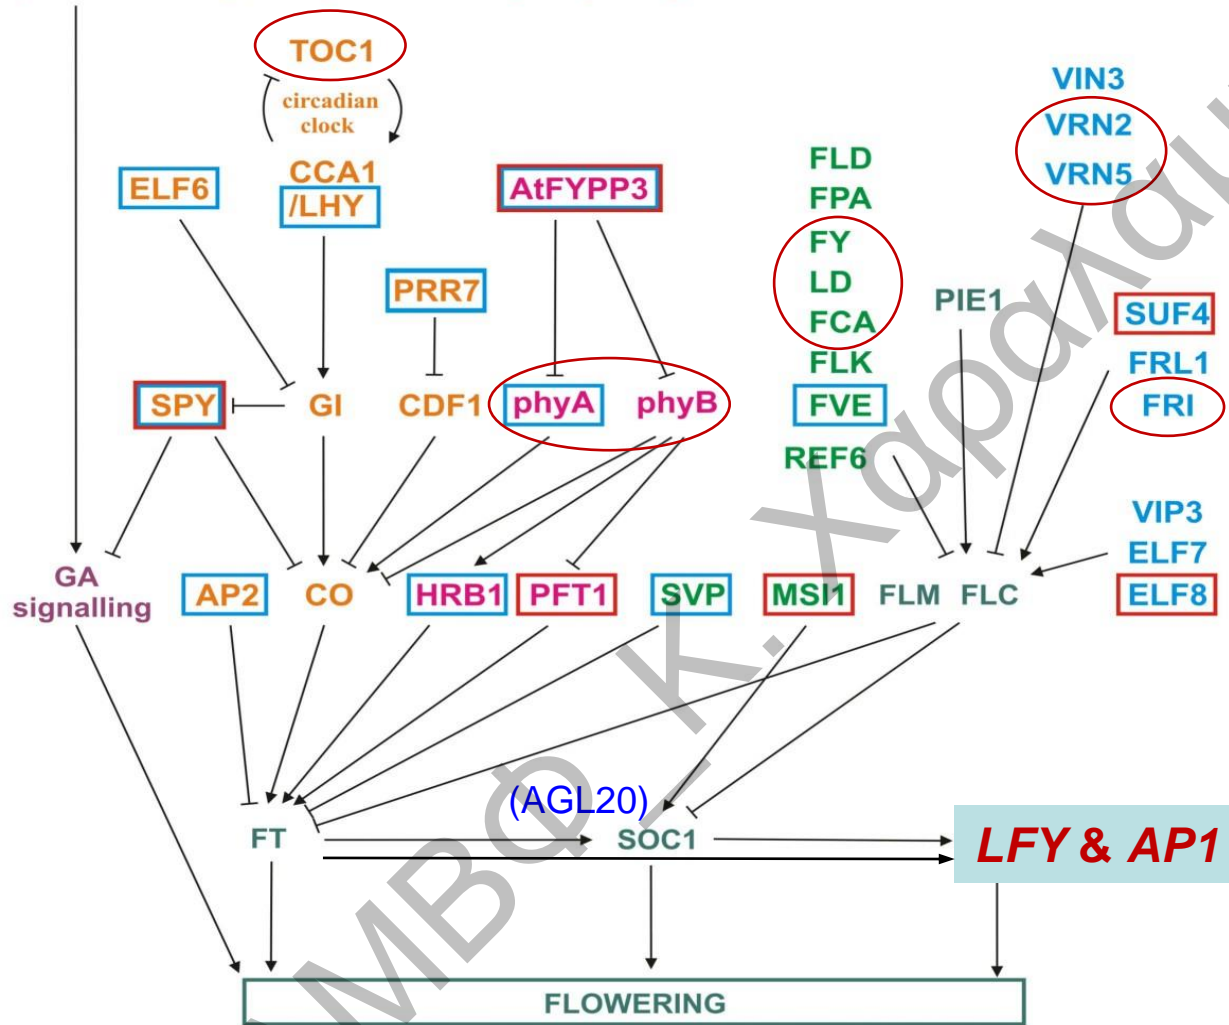 TOC1
circadian
clock
CCA1
/LHY
ELF6
AtFYPP3
PRR7
SPY
GI
CDF1
phyA
phyB
FLD
FPA
FY
LD
FCA
FLK
FVE
REF6
PIE1
VIN3
VRN2
VRN5
SUF4
FRL1
FRI
VIP3
ELF7
ELF8
GA
signalling
AP2
CO
HRB1
PFT1
SVP
MSI1
FLM
FLC
(AGL20)
FT
SOC1
LFY & AP1
FLOWERING
ΜΒΦ_Κ.